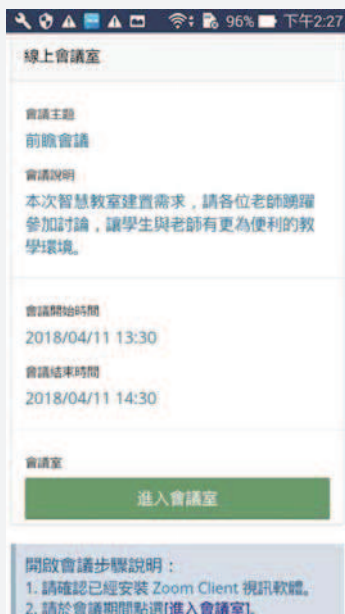 96% 下午2:27
線上會議室
會議主題
前瞻會議
會議說明
本次智慧教室建置需求，請各位老師踴躍
參加討論，讓學生與老師有更為便利的教
學環境。
會議開始時間
2018/04/11 13:30
會議結束時間
2018/04/11 14:30
會議室
進入會議室
開啟會議步驟說明：
1. 請確認已經安裝 Zoom Client 視訊軟體。
2. 請於會議期間點選[進入會議室]。